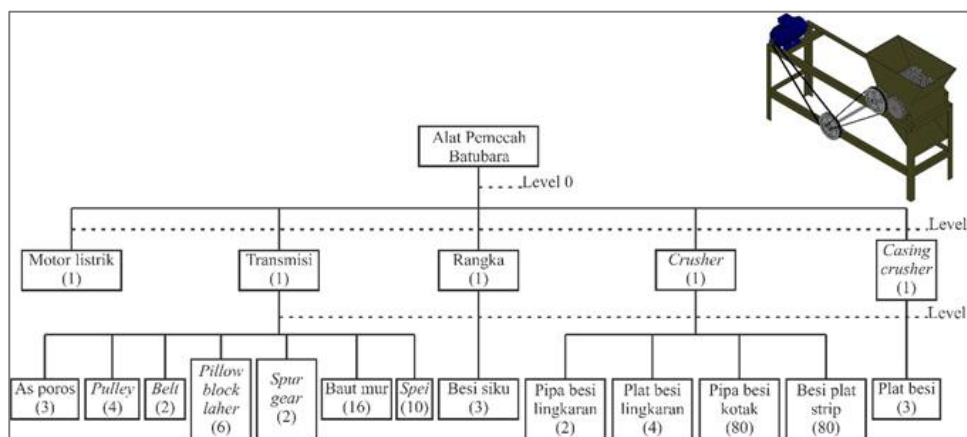 Alat Pemecah
Batubara
Level 0
Level
Motor listrik
(1)
Transmisi
(1)
Rangka
(1)
Crusher
(1)
Casing
crusher
(1)
Level
As poros
(3)
Pulley
(4)
Belt
(2)
Pillow
block
laher
(6)
Spur
gear
(2)
Baut mur
(16)
Spei
(10)
Besi siku
(3)
Pipa besi
lingkaran
(2)
Plat besi
lingkaran
(4)
Pipa besi
kotak
(80)
Besi plat
strip
(80)
Plat besi
(3)